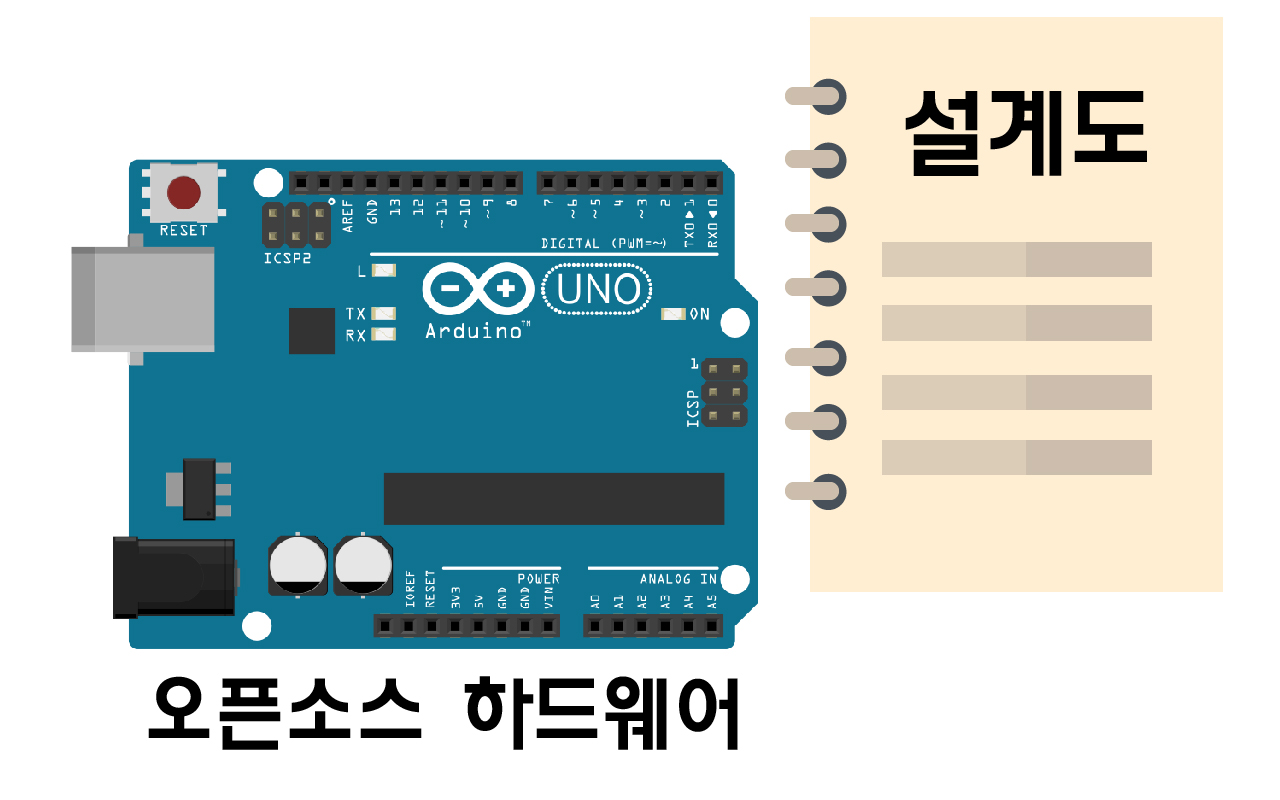 설계도
RESET
ICSP2
AREF
GND
13
12
~11
~10
~9
8
7
~6
~5
4
~3
2
TX0▶1
RX0◀0
DIGITAL (PWM=~)
L
TX
RX
UNO
Arduino™
ON
1
ICSP
IOREF
RESET
3V3
5V
GND
GND
VIN
POWER
ANALOG IN
A0
A1
A2
A3
A4
A5
오픈소스 하드웨어